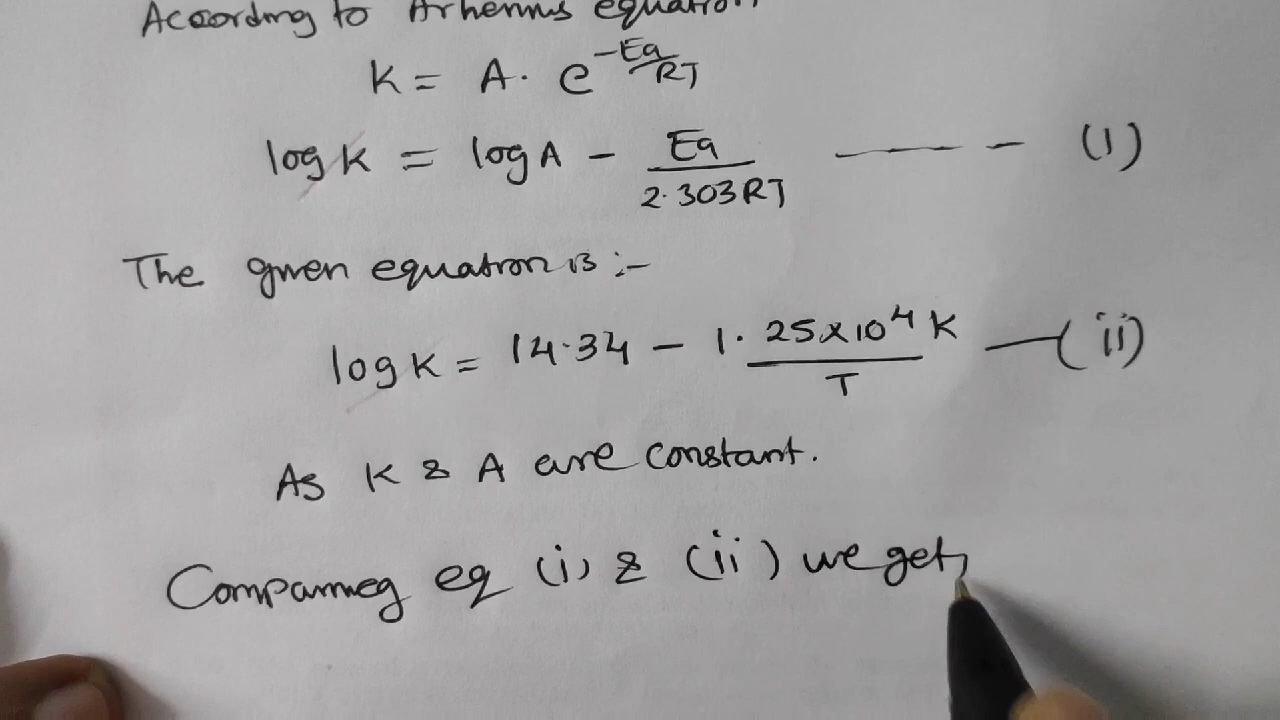 According to Arhennus equation
K = A. e^-Ea/RT
log K = log A - Ea/2.303RT ---- (1)
The given equation is :-
log K = 14.34 - 1.25x10^4 K/T —(ii)
As K & A are constant.
Comparing eq (i) & (ii) we get,